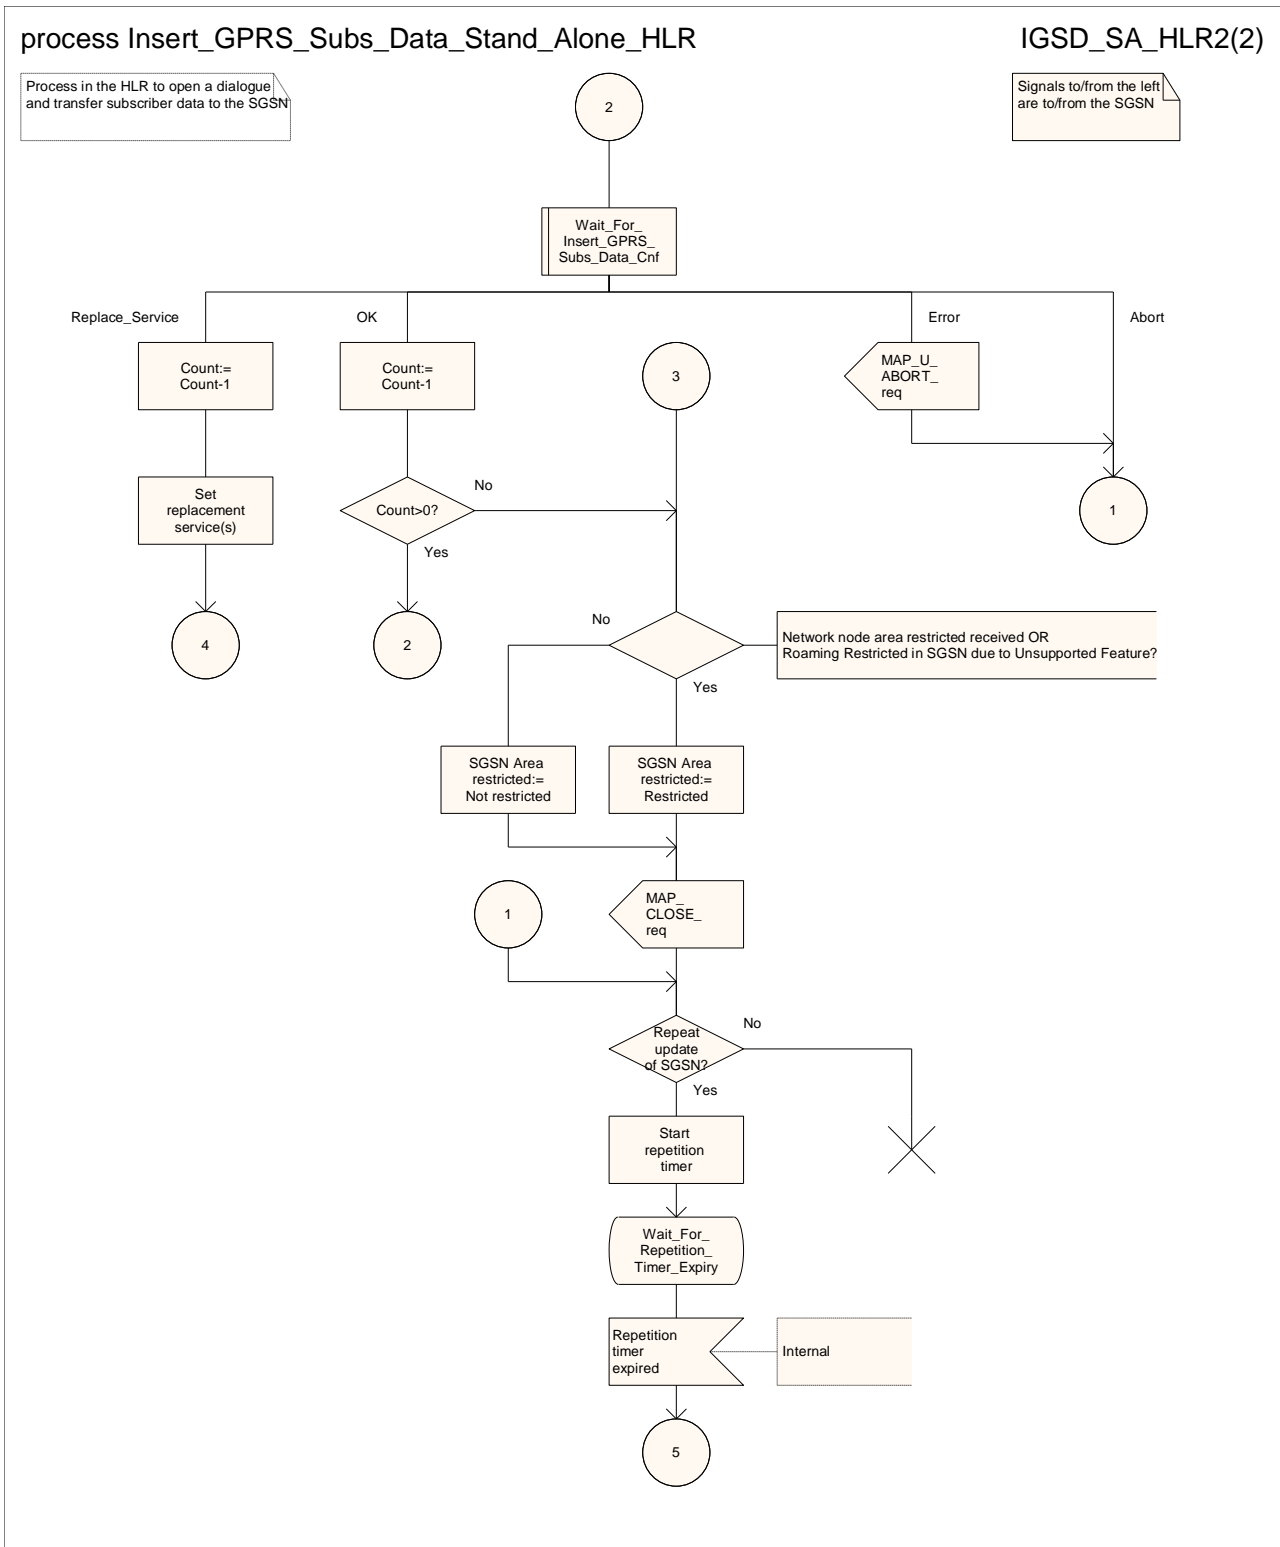 process Insert_GPRS_Subs_Data_Stand_Alone_HLR
IGSD_SA_HLR2(2)
Process in the HLR to open a dialogue
and transfer subscriber data to the SGSN
Signals to/from the left
are to/from the SGSN
2
Wait_For_
Insert_GPRS_
Subs_Data_Cnf
Replace_Service
OK
Error
Abort
Count:=
Count-1
Count:=
Count-1
3
MAP_U_
ABORT_
req
Set
replacement
service(s)
Count>0?
No
Yes
1
4
2
No
Yes
Network node area restricted received OR
Roaming Restricted in SGSN due to Unsupported Feature?
SGSN Area
restricted:=
Not restricted
SGSN Area
restricted:=
Restricted
1
MAP_
CLOSE_
req
Repeat
update
of SGSN?
No
Yes
Start
repetition
timer
Wait_For_
Repetition_
Timer_Expiry
Repetition
timer
expired
Internal
5